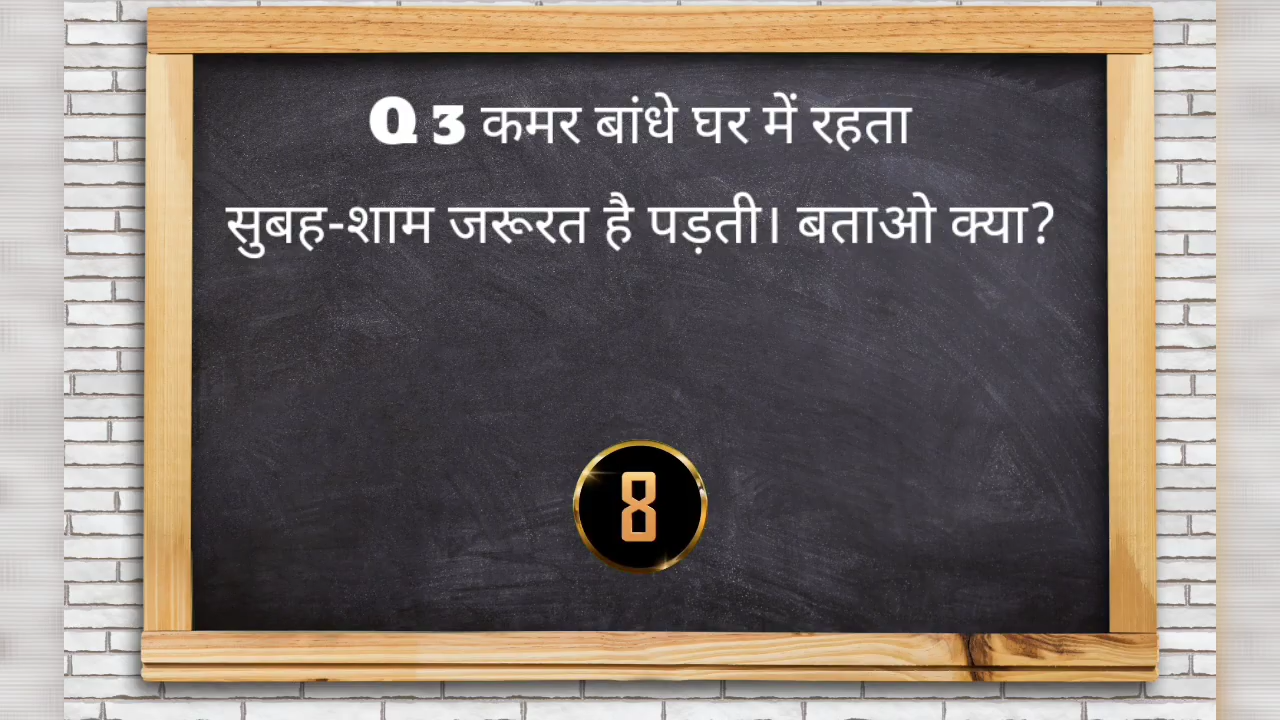 Q 3 कमर बांधे घर में रहता
सुबह-शाम जरूरत है पड़ती। बताओ क्या?
8